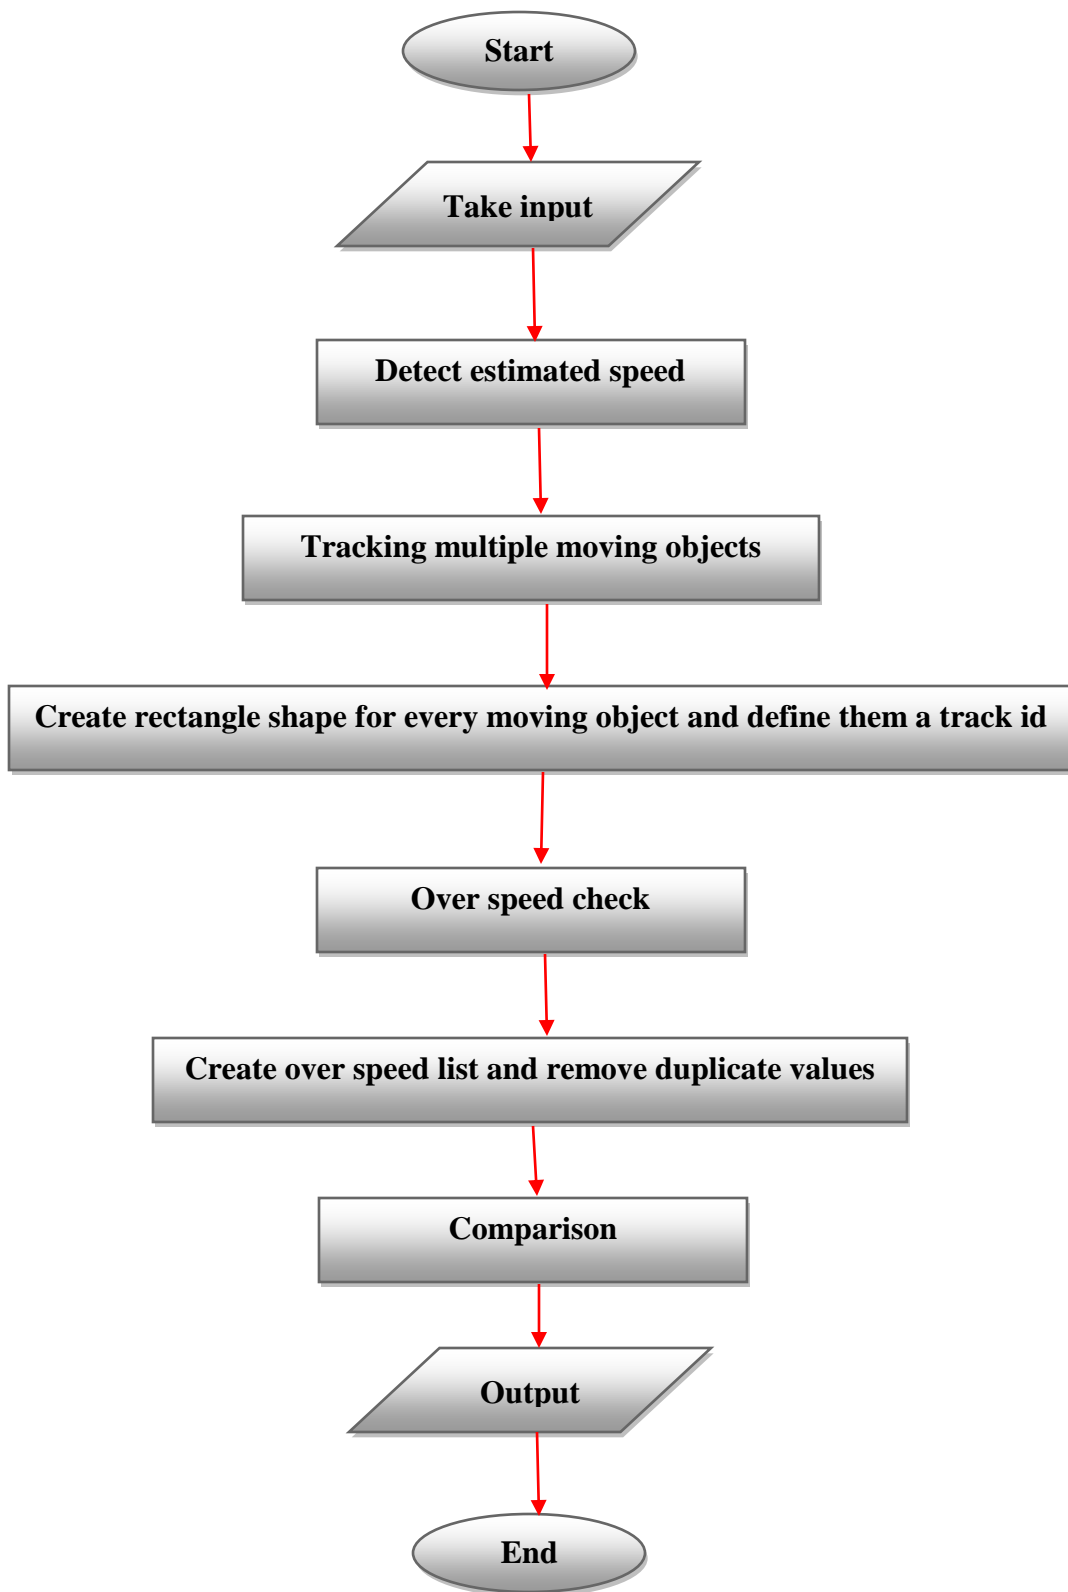 Start
Take input
Detect estimated speed
Tracking multiple moving objects
Create rectangle shape for every moving object and define them a track id
Over speed check
Create over speed list and remove duplicate values
Comparison
Output
End